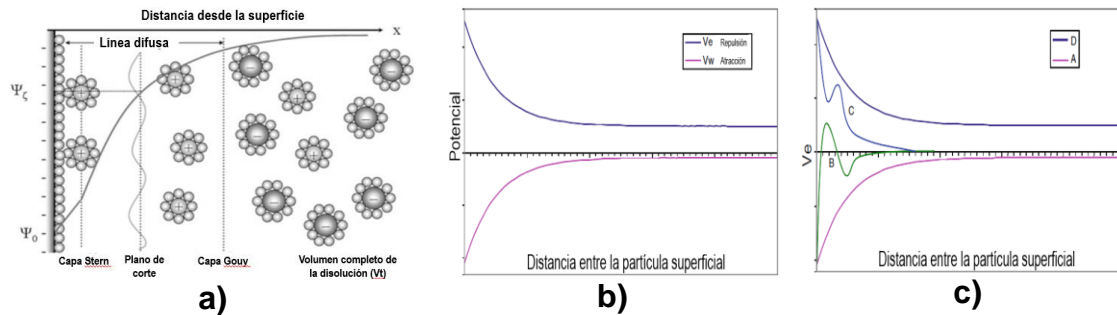 Distancia desde la superficie
x
Linea difusa
Ψζ
Ψ0
Capa Stern
Plano de
corte
Capa Gouy
Volumen completo de
la disolución (Vt)
a)
Potencial
Ve Repulsión
Vw Atracción
Distancia entre la partícula superficial
b)
Ve
D
A
C
B
Distancia entre la partícula superficial
c)